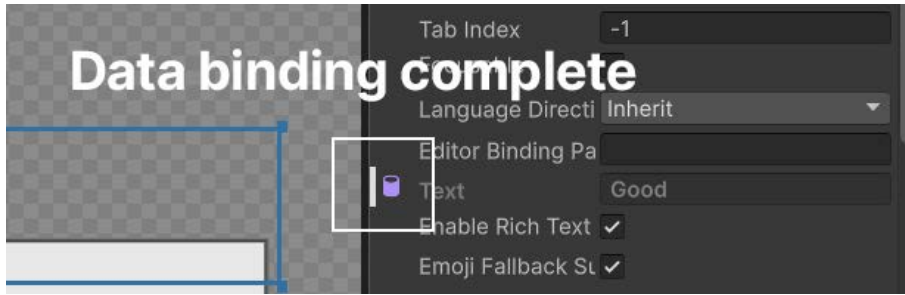 Tab Index -1
Data binding complete
Language Directi Inherit
Editor Binding Pa
Text Good
Enable Rich Text
Emoji Fallback Su